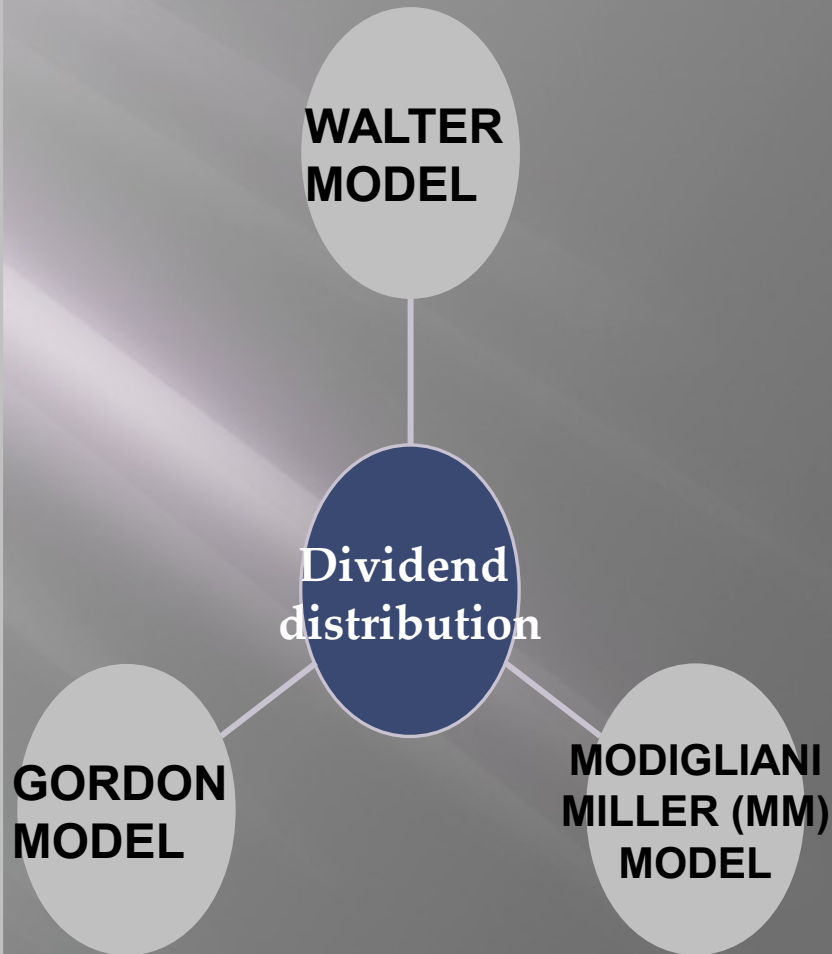 WALTER
MODEL
Dividend
distribution
GORDON
MODEL
MODIGLIANI
MILLER (MM)
MODEL